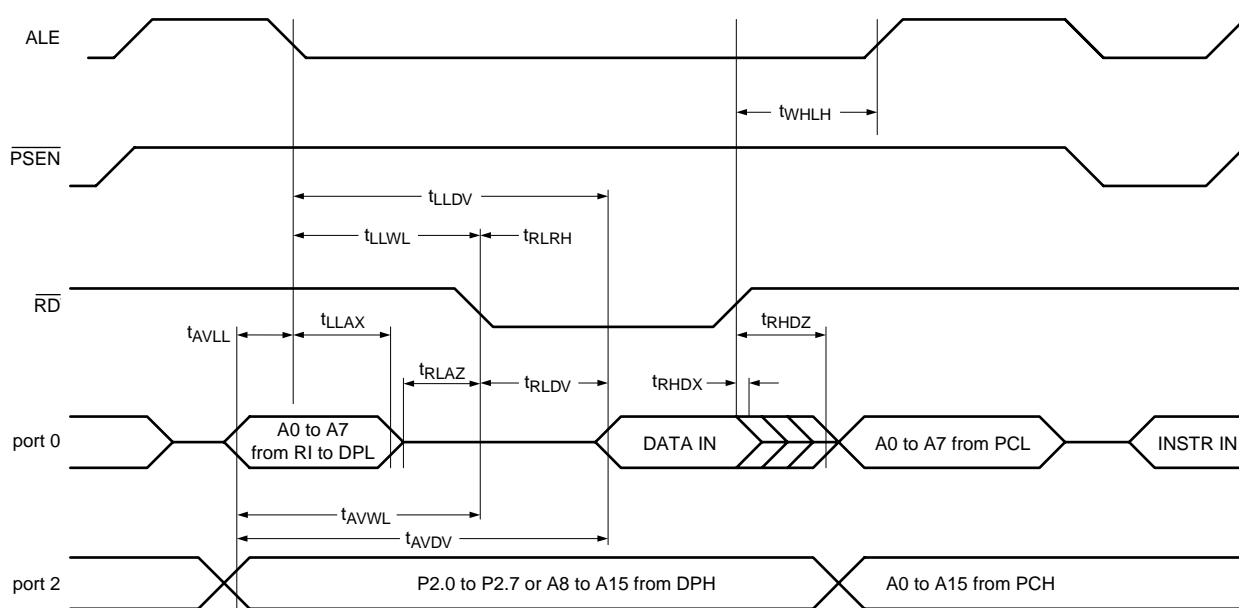 ALE
tWHLH
PSEN
tLLDV
tLLWL
tRLRH
RD
tAVLL
tLLAX
tRHDZ
tRLAZ
tRLDV
tRHDX
port 0
A0 to A7
from RI to DPL
DATA IN
A0 to A7 from PCL
INSTR IN
tAVWL
tAVDV
port 2
P2.0 to P2.7 or A8 to A15 from DPH
A0 to A15 from PCH